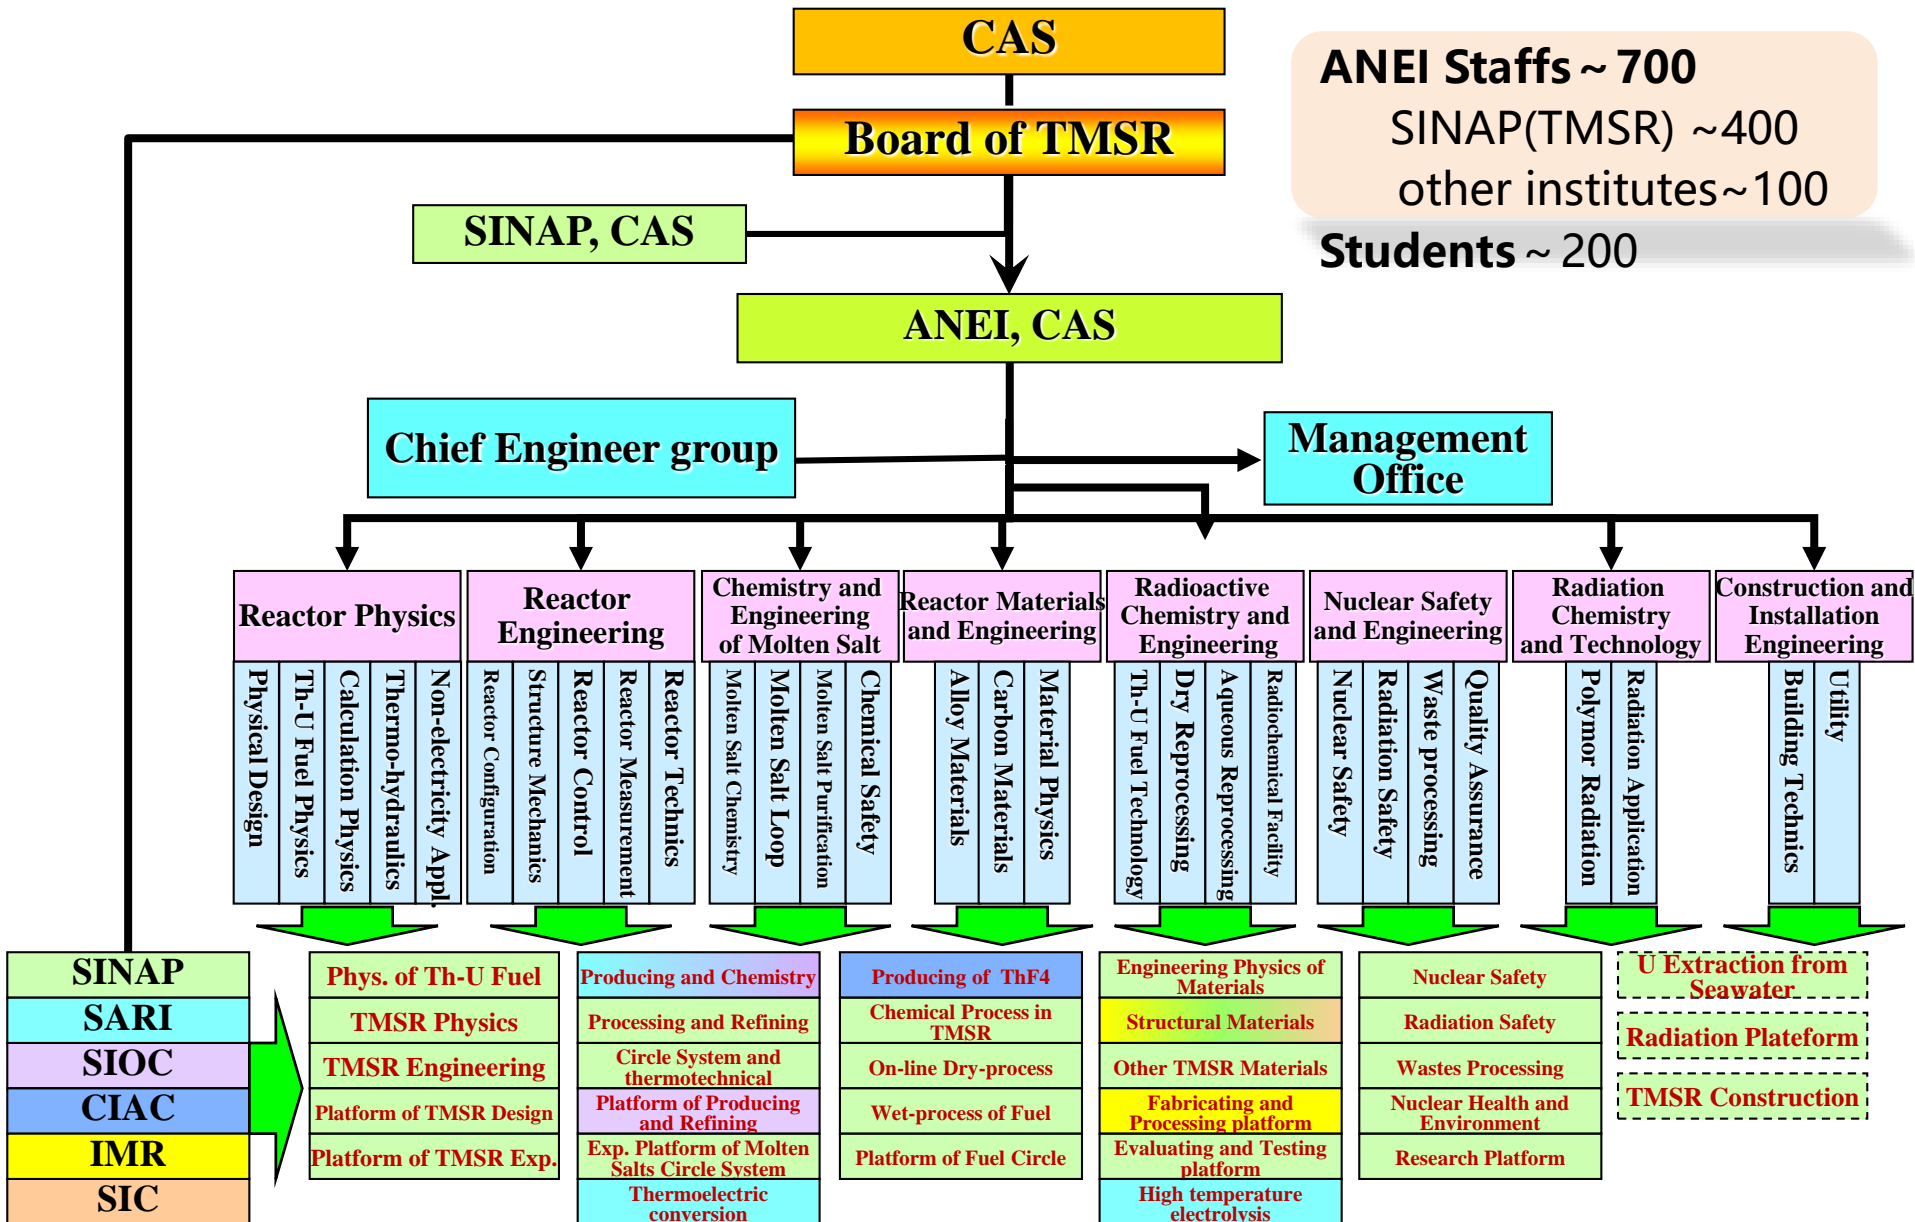 CAS
ANEI Staffs ~ 700
SINAP(TMSR) ~400
other institutes~100
Students ~ 200
Board of TMSR
SINAP, CAS
ANEI, CAS
Chief Engineer group
Management
Office
Reactor Physics
Reactor
Engineering
Chemistry and
Engineering
of Molten Salt
Reactor Materials
and Engineering
Radioactive
Chemistry and
Engineering
Nuclear Safety
and Engineering
Radiation
Chemistry
and Technology
Construction and
Installation
Engineering
Physical Design
Th-U Fuel Physics
Calculation Physics
Thermo-hydraulics
Non-electricity Appl.
Reactor Configuration
Structure Mechanics
Reactor Control
Reactor Measurement
Reactor Technics
Molten Salt Chemistry
Molten Salt Loop
Molten Salt Purification
Chemical Safety
Alloy Materials
Carbon Materials
Material Physics
Th-U Fuel Technology
Dry Reprocessing
Aqueous Reprocessing
Radiochemical Facility
Nuclear Safety
Radiation Safety
Waste processing
Quality Assurance
Polymor Radiation
Radiation Application
Building Technics
Utility
SINAP
SARI
SIOC
CIAC
IMR
SIC
Phys. of Th-U Fuel
TMSR Physics
TMSR Engineering
Platform of TMSR Design
Platform of TMSR Exp.
Producing and Chemistry
Processing and Refining
Circle System and
thermotechnical
Platform of Producing
and Refining
Exp. Platform of Molten
Salts Circle System
Thermoelectric
conversion
Producing of ThF4
Chemical Process in
TMSR
On-line Dry-process
Wet-process of Fuel
Platform of Fuel Circle
Engineering Physics of
Materials
Structural Materials
Other TMSR Materials
Fabricating and
Processing platform
Evaluating and Testing
platform
High temperature
electrolysis
Nuclear Safety
Radiation Safety
Wastes Processing
Nuclear Health and
Environment
Research Platform
U Extraction from
Seawater
Radiation Plateform
TMSR Construction